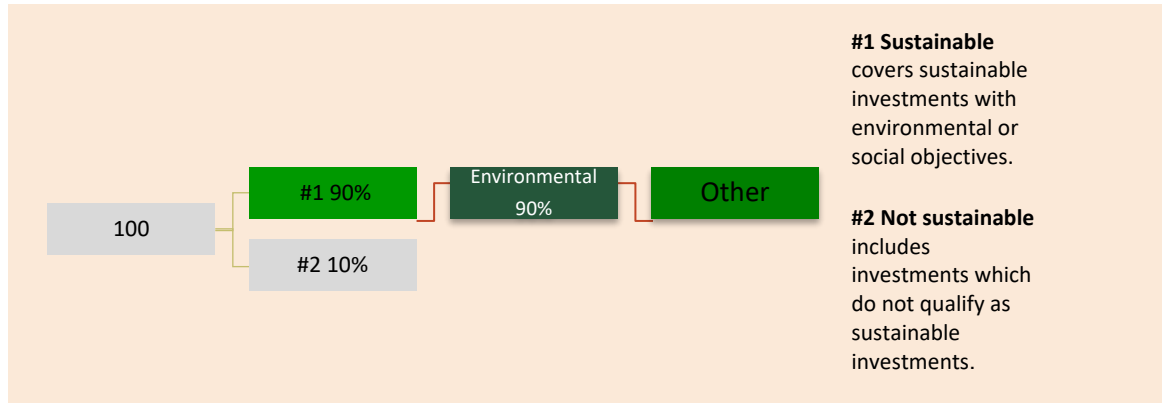 100
#1 90%
#2 10%
Environmental
90%
Other
#1 Sustainable
covers sustainable
investments with
environmental or
social objectives.
#2 Not sustainable
includes
investments which
do not qualify as
sustainable
investments.